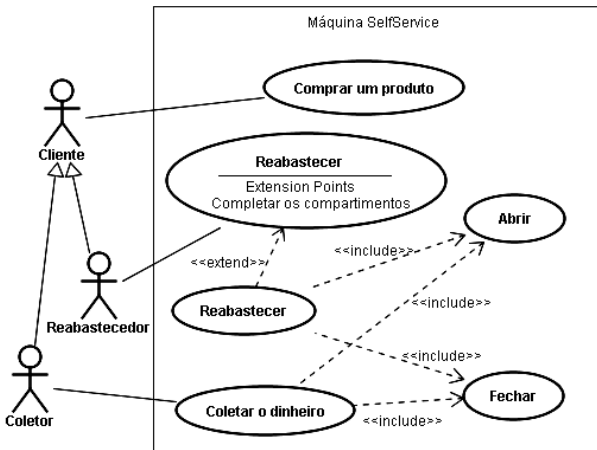 Máquina SelfService
Comprar um produto
Cliente
Reabastecer
Extension Points
Completar os compartimentos
Abrir
<<extend>>
<<include>>
Reabastecedor
Reabastecer
<<include>>
<<include>>
Coletor
Coletar o dinheiro
<<include>>
Fechar